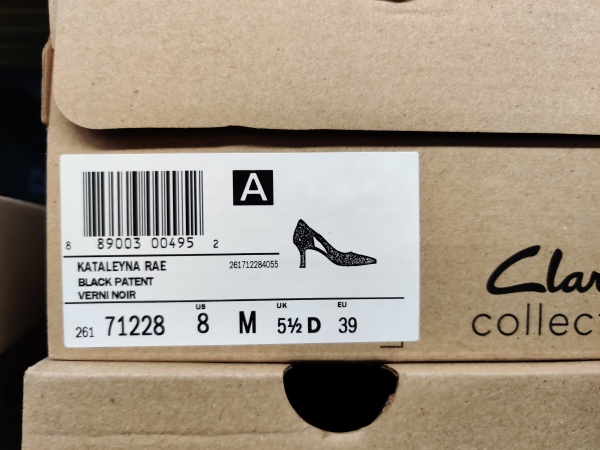 A
8 89003 00495 2
KATALEYNA RAE
261712284055
BLACK PATENT
VERNI NOIR
US UK EU
261 71228 8 M 5½ D 39
Clar
collect